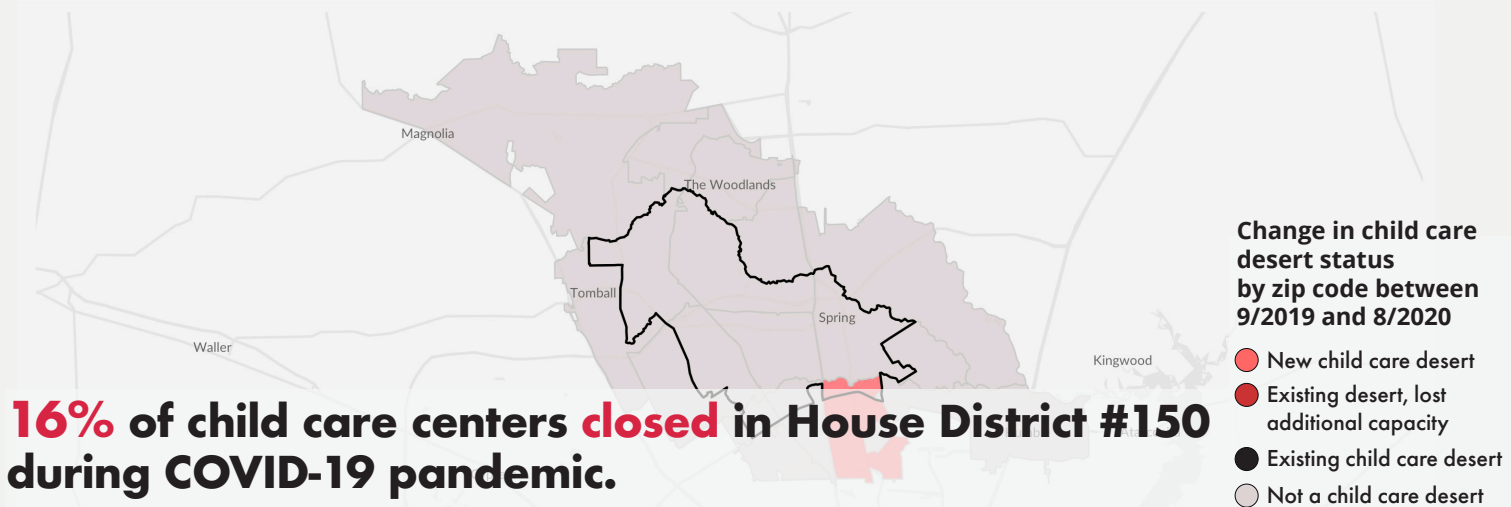 Magnolia
The Woodlands
Tomball
Spring
Waller
Kingwood
Change in child care
desert status
by zip code between
9/2019 and 8/2020
New child care desert
Existing desert, lost
additional capacity
Existing child care desert
Not a child care desert
16% of child care centers closed in House District #150
during COVID-19 pandemic.